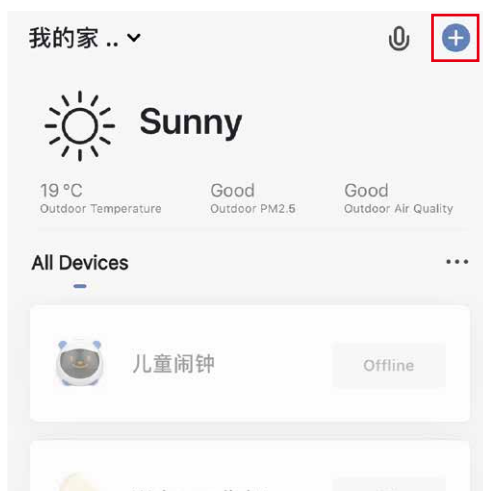 我的家 ..
Sunny
19 °C Good Good
Outdoor Temperature Outdoor PM2.5 Outdoor Air Quality
All Devices
儿童闹钟 Offline